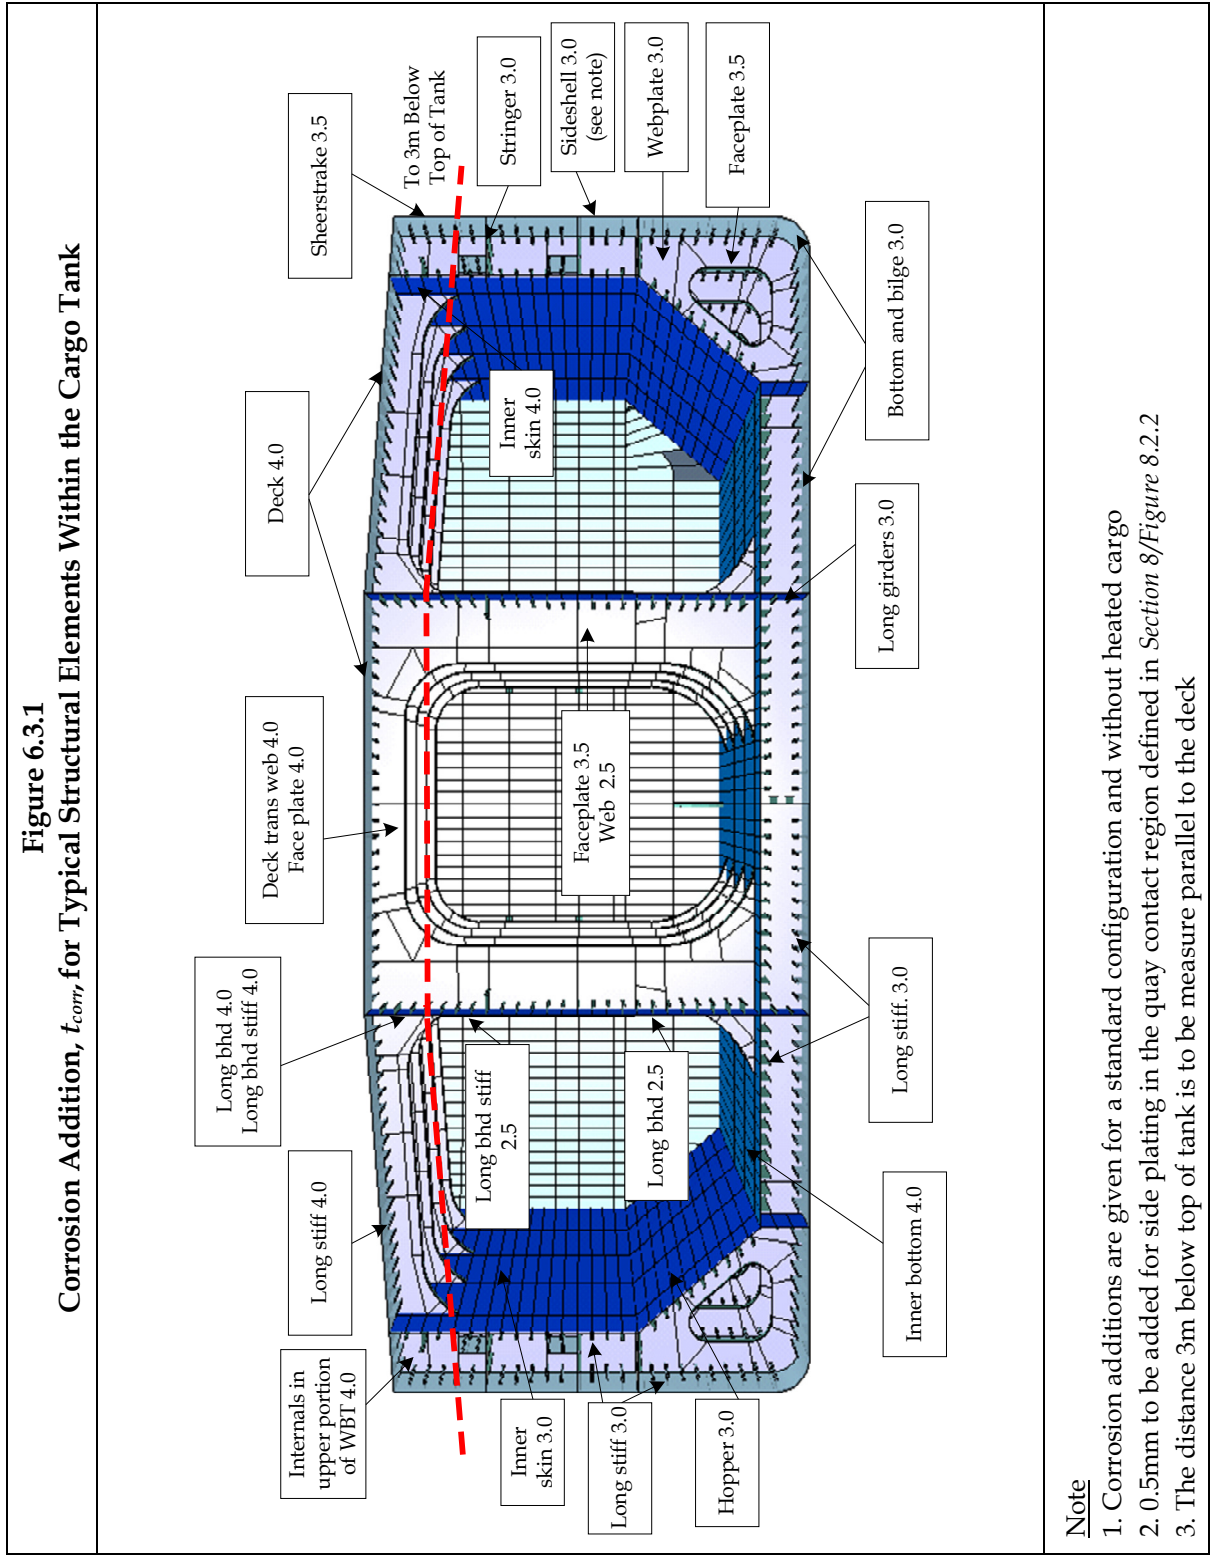 Figure 6.3.1
Corrosion Addition, tcorr, for Typical Structural Elements Within the Cargo Tank
Long bhd 4.0
Long bhd stiff 4.0
Deck trans web 4.0
Face plate 4.0
Deck 4.0
Internals in
upper portion
of WBT 4.0
Long stiff 4.0
Sheerstrake 3.5
To 3m Below
Top of Tank
Inner
skin 3.0
Long bhd stiff
2.5
Inner
skin 4.0
Stringer 3.0
Long stiff 3.0
Long bhd 2.5
Faceplate 3.5
Web 2.5
Sideshell 3.0
(see note)
Hopper 3.0
Webplate 3.0
Faceplate 3.5
Inner bottom 4.0
Long stiff. 3.0
Long girders 3.0
Bottom and bilge 3.0
Note
1. Corrosion additions are given for a standard configuration and without heated cargo
2. 0.5mm to be added for side plating in the quay contact region defined in Section 8/Figure 8.2.2
3. The distance 3m below top of tank is to be measure parallel to the deck